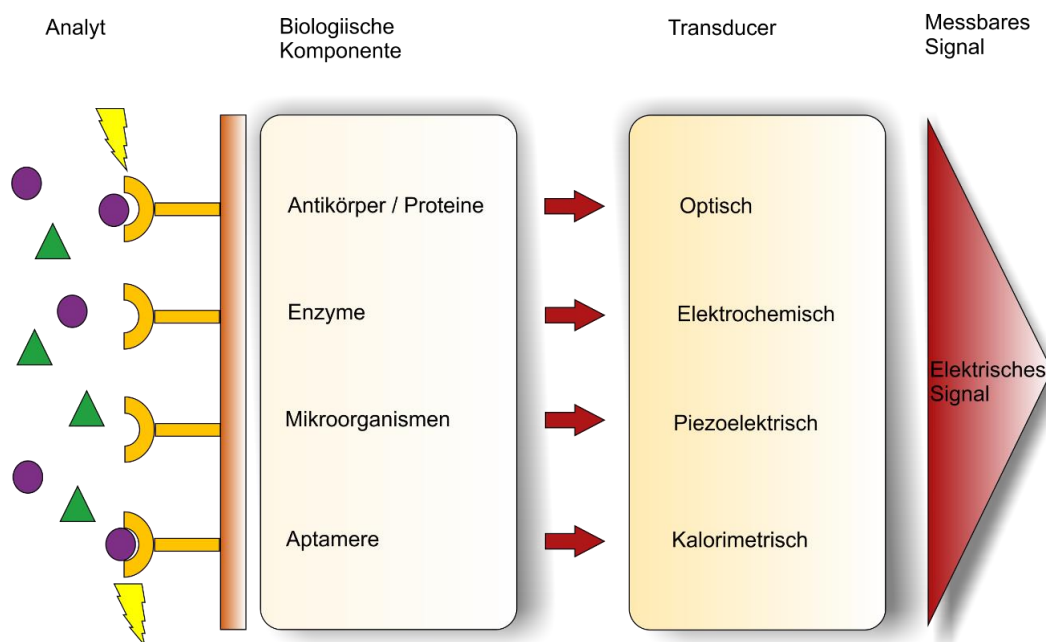 Analyt
Biologiische
Komponente
Transducer
Messbares
Signal
Antikörper / Proteine
Optisch
Enzyme
Elektrochemisch
Elektrisches
Signal
Mikroorganismen
Piezoelektrisch
Aptamere
Kalorimetrisch